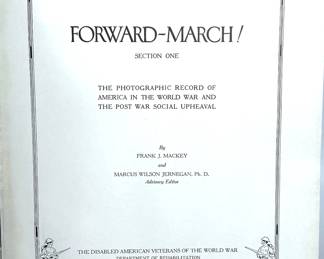 FORWARD-MARCH!
SECTION ONE
THE PHOTOGRAPHIC RECORD OF
AMERICA IN THE WORLD WAR AND
THE POST WAR SOCIAL UPHEAVAL
By
FRANK J. MACKEY
and
MARCUS WILSON JERNEGAN, Ph. D.
Advisory Editor
THE DISABLED AMERICAN VETERANS OF THE WORLD WAR
DEPARTMENT OF REHABILITATION